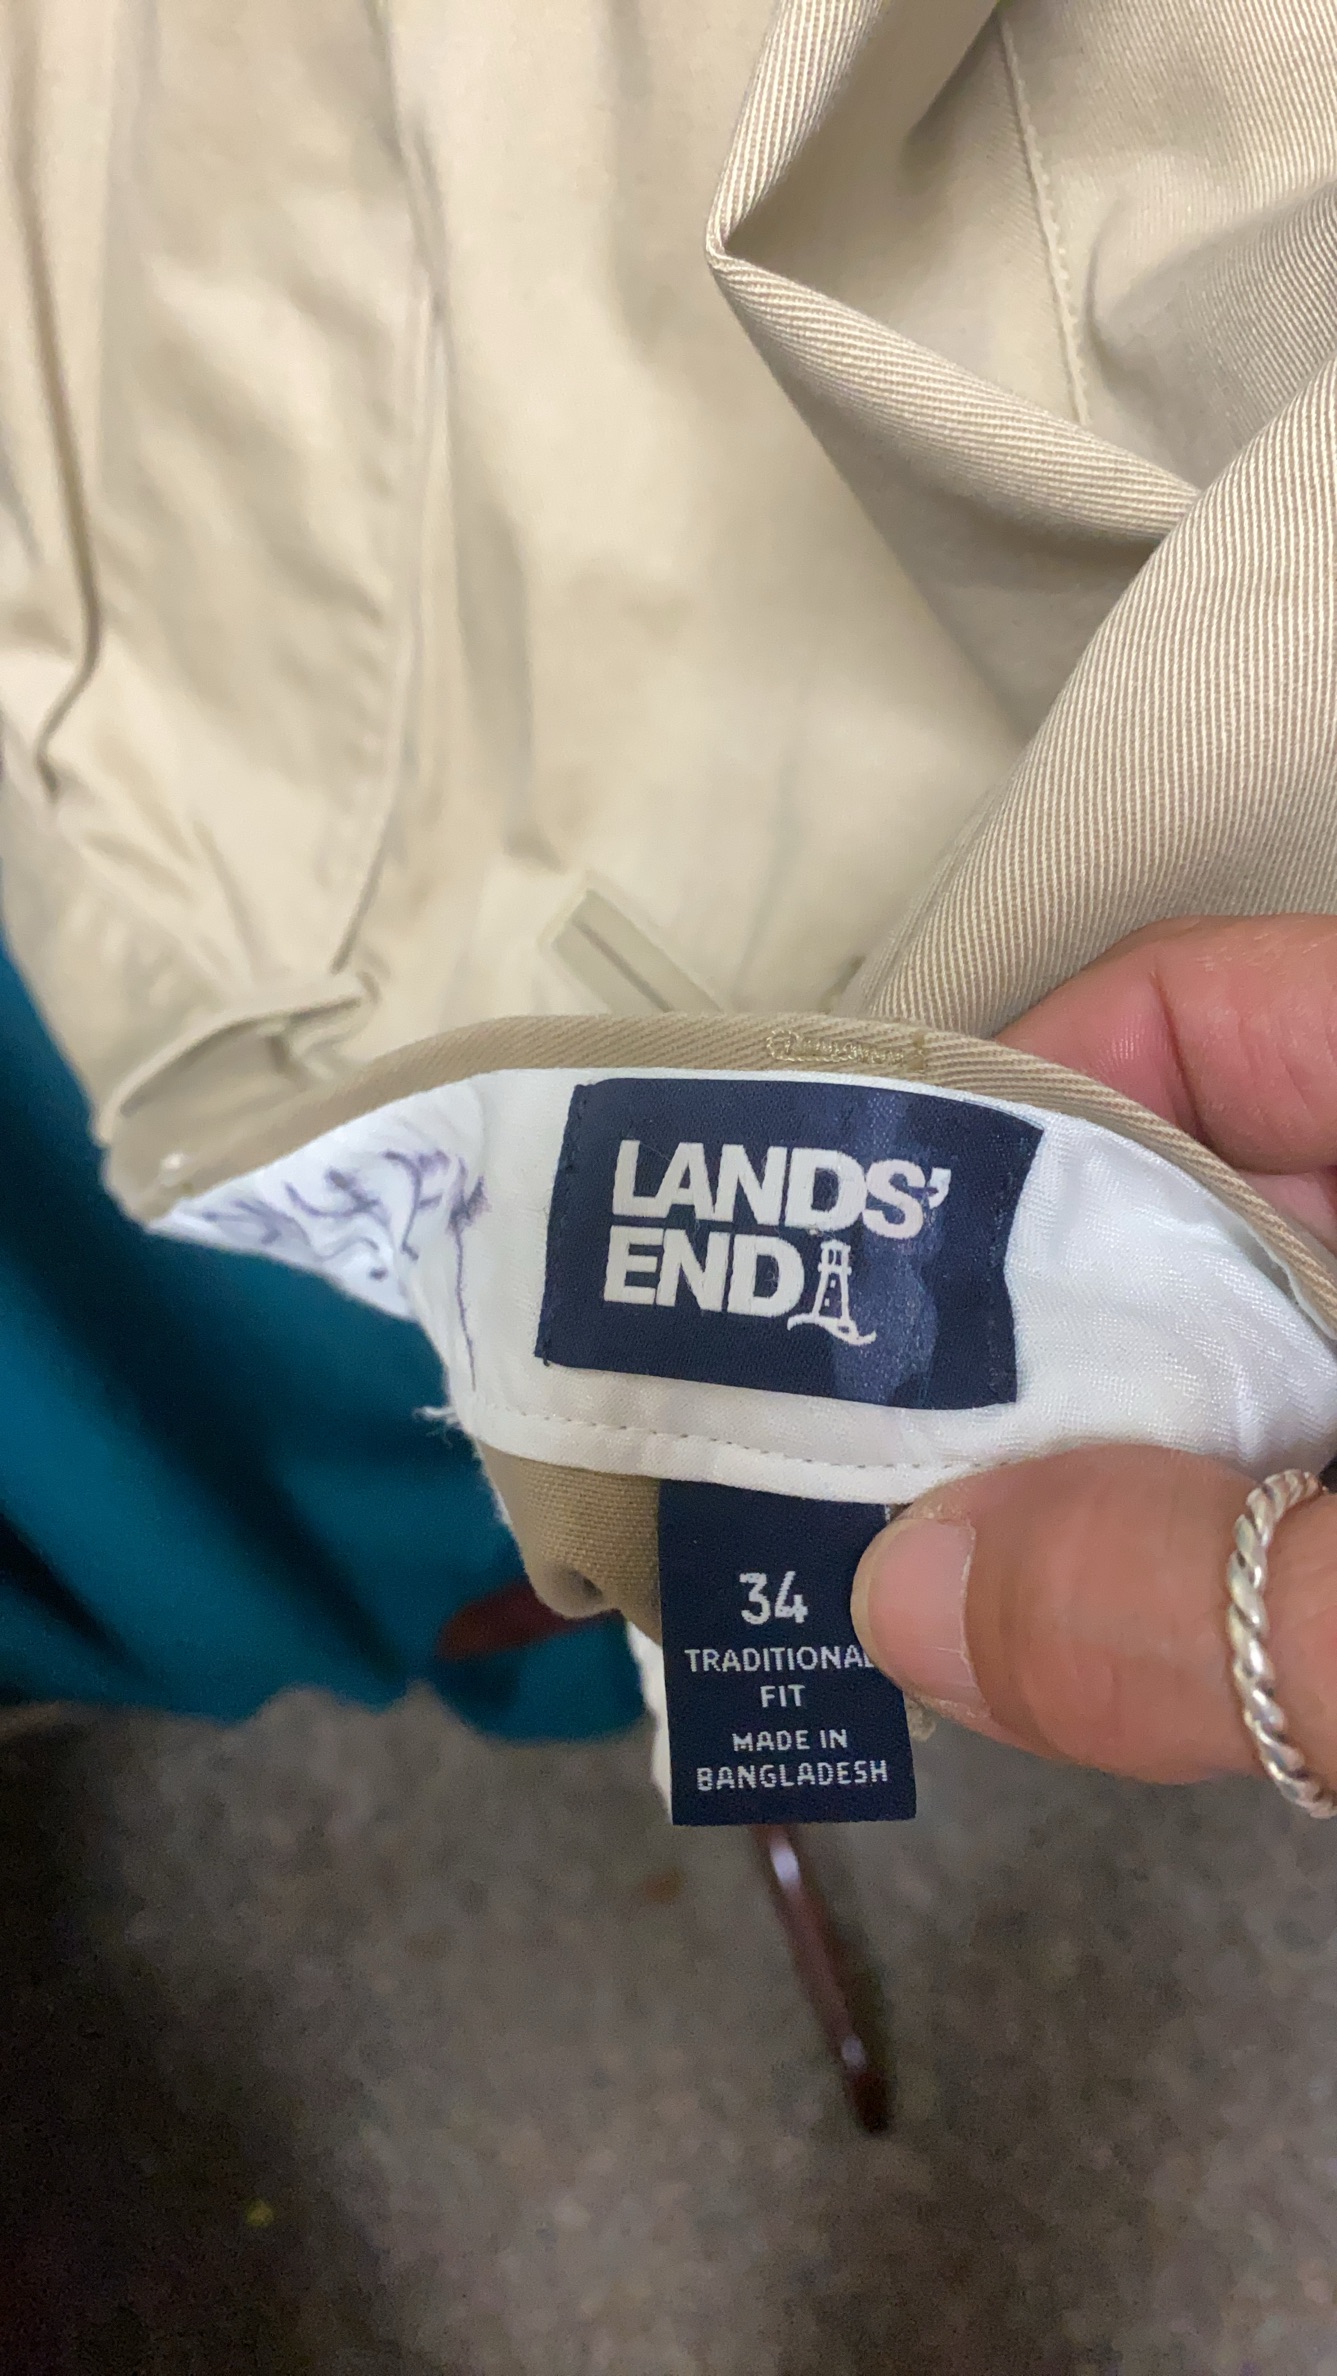 LANDS'
END
34
TRADITIONAL
FIT
MADE IN
BANGLADESH